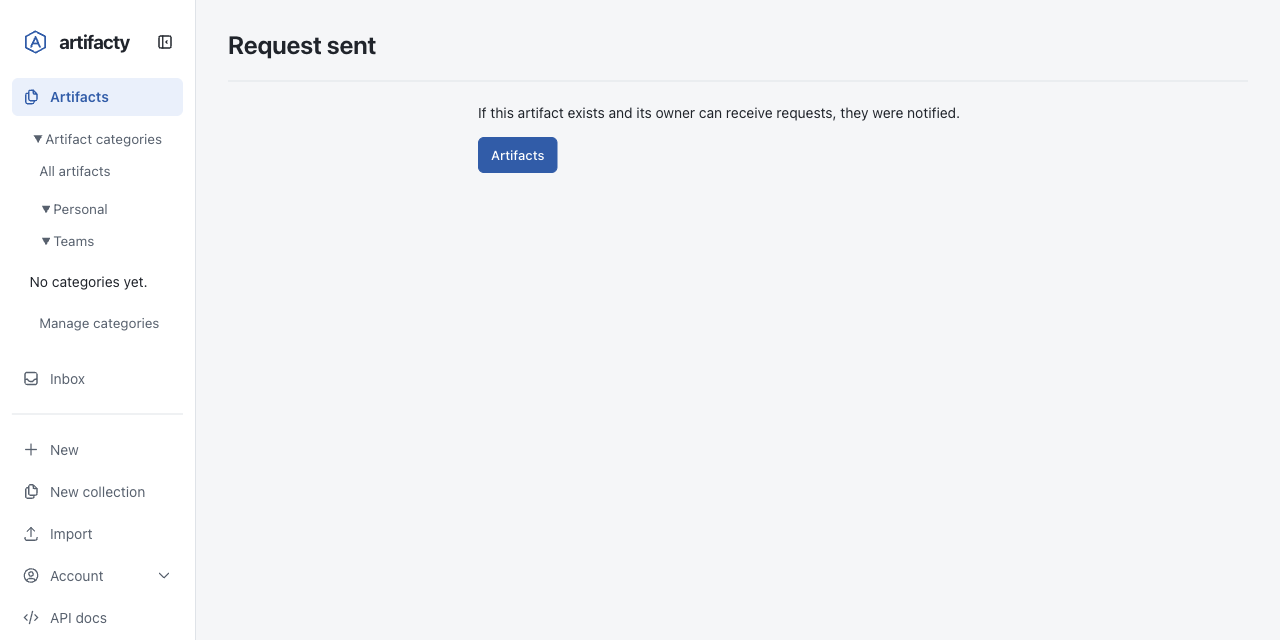 artifacty
Artifacts
Artifact categories
All artifacts
Personal
Teams
No categories yet.
Manage categories
Inbox
New
New collection
Import
Account
API docs
Request sent
If this artifact exists and its owner can receive requests, they were notified.
Artifacts